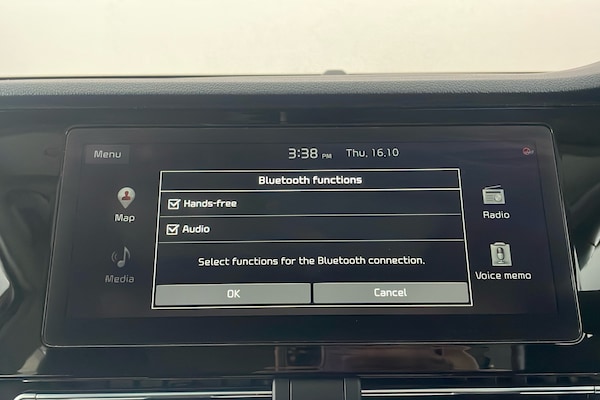 Menu
3:38 PM Thu, 16.10
Bluetooth functions
Hands-free
Audio
Select functions for the Bluetooth connection.
OK
Cancel
Map
Media
Radio
Voice memo